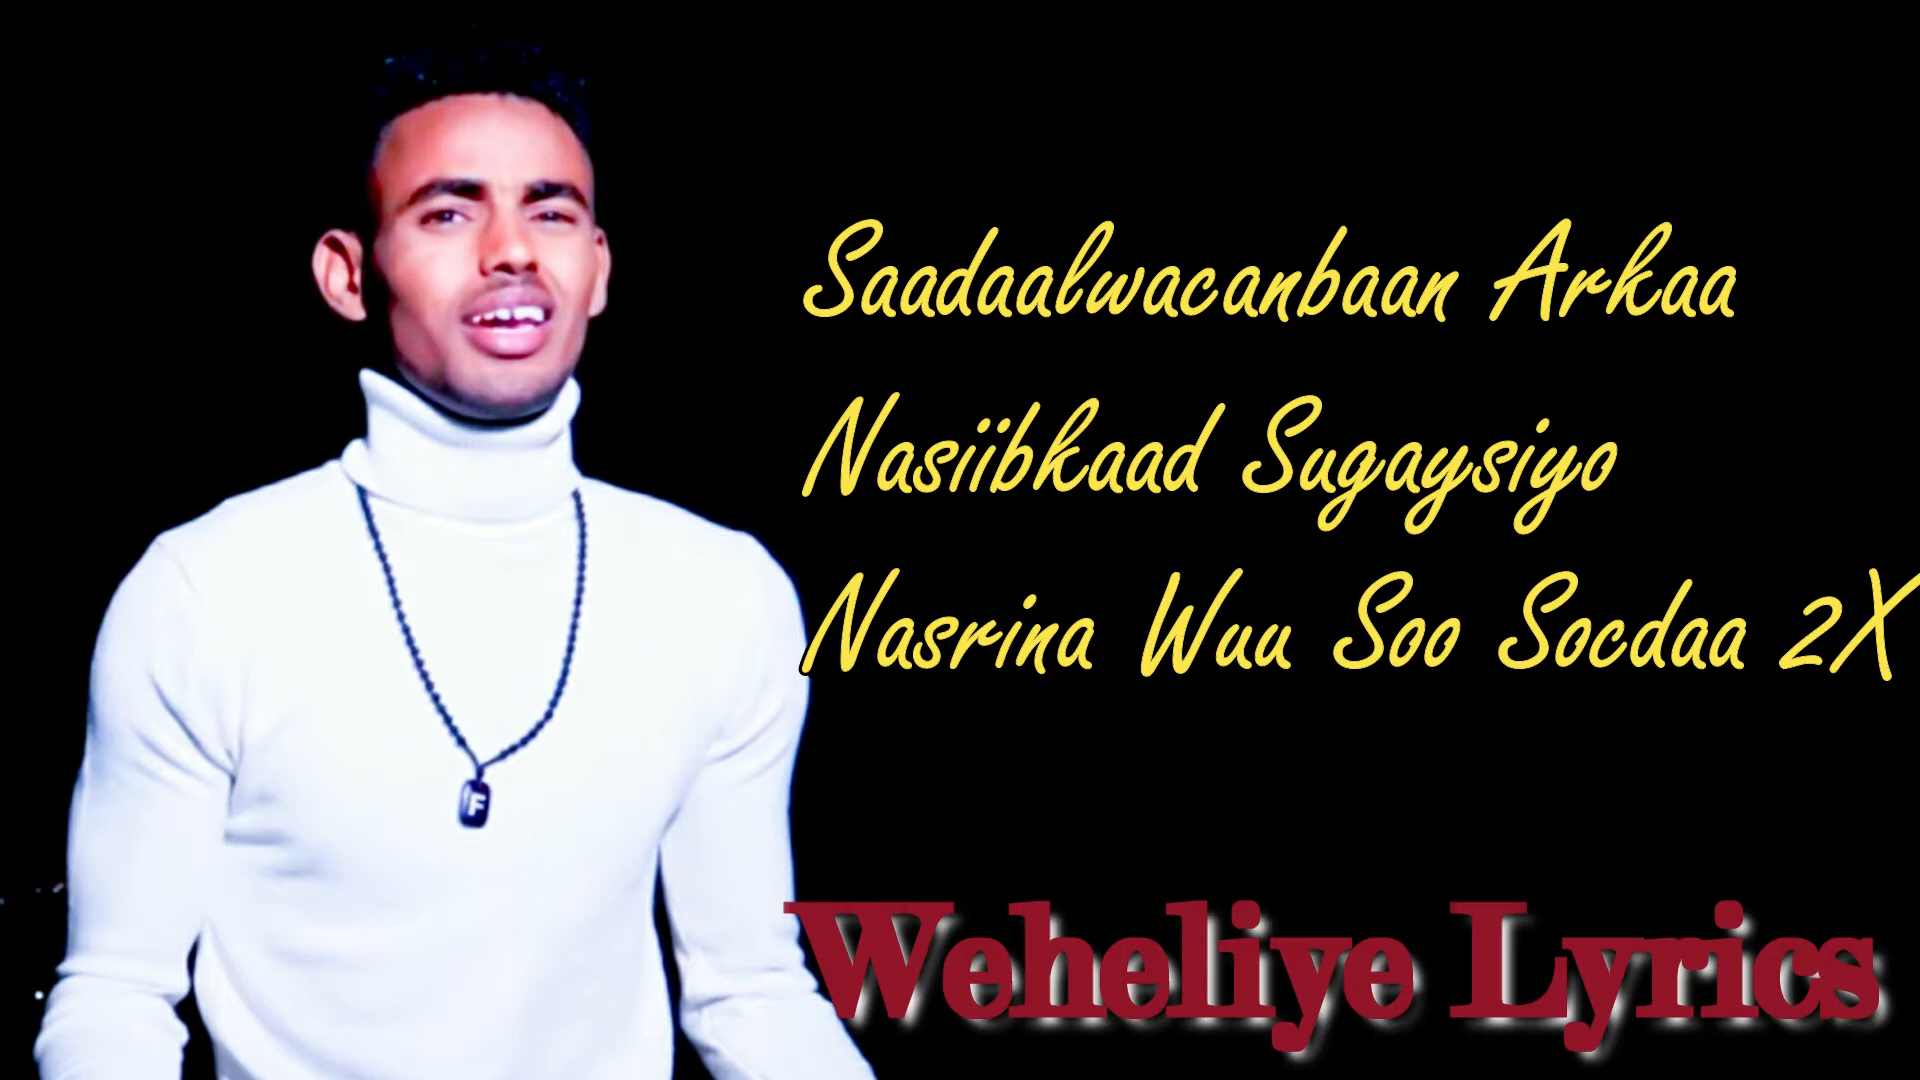 Saadaalwacanbaan Arkaa
Nasiibkaad Sugaysiyo
Nasrina Wuu Soo Socdaa 2X
F
Weheliye Lyrics